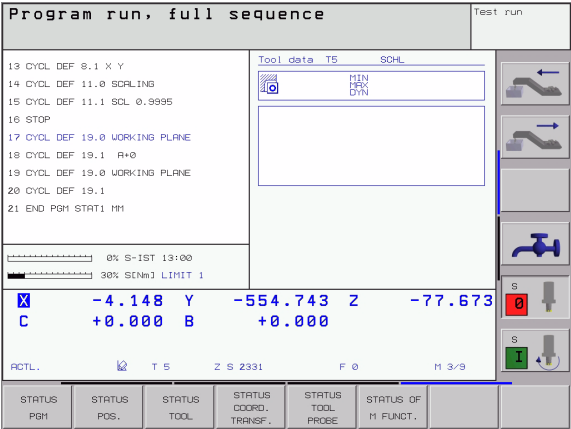 Program run, full sequence
Test run
13 CYCL DEF 8.1 X Y
14 CYCL DEF 11.0 SCALING
15 CYCL DEF 11.1 SCL 0.9995
16 STOP
17 CYCL DEF 19.0 WORKING PLANE
18 CYCL DEF 19.1 A+0
19 CYCL DEF 19.0 WORKING PLANE
20 CYCL DEF 19.1
21 END PGM STAT1 MM
Tool data T5 SCHL
MIN
MAX
DYN
0% S-IST 13:00
30% S[Nm] LIMIT 1
X -4.148 Y -554.743 Z -77.673
C +0.000 B +0.000
ACTL. T 5 Z S 2331 F 0 M 3/9
S
0
S
I
STATUS PGM
STATUS POS.
STATUS TOOL
STATUS COORD. TRANSF.
STATUS TOOL PROBE
STATUS OF M FUNCT.